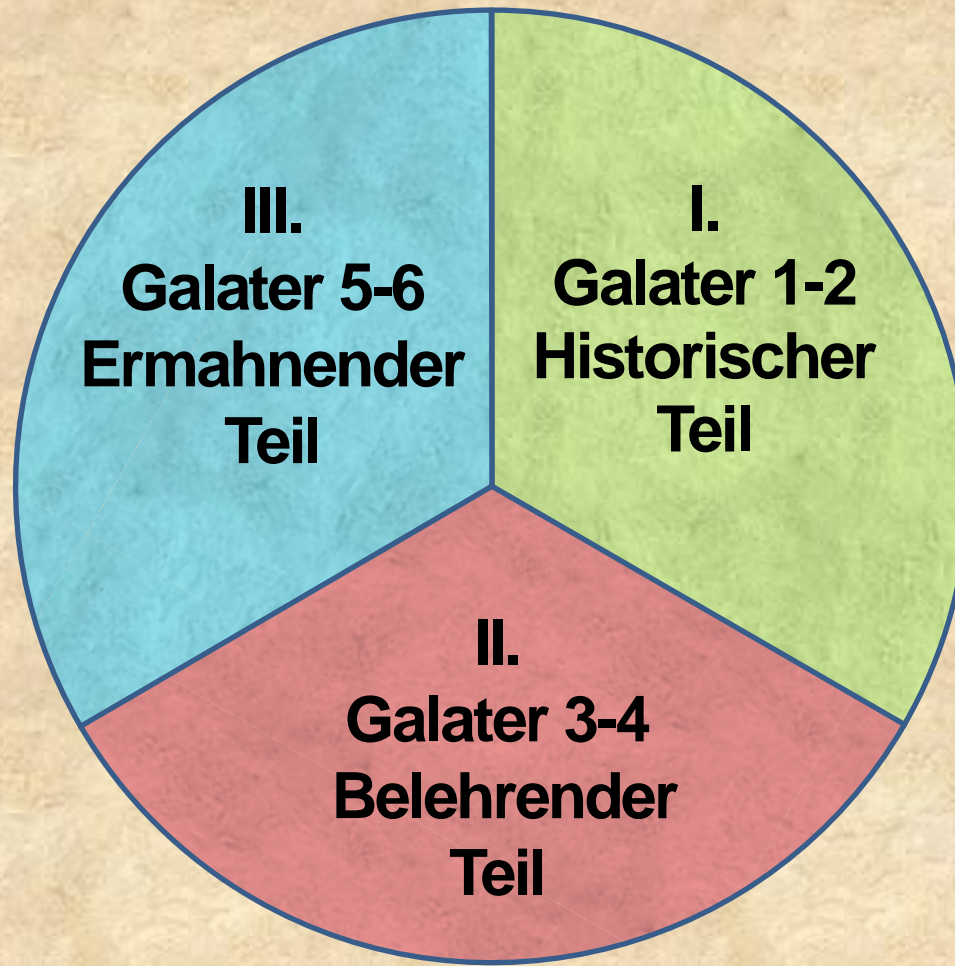 I.
Galater 1-2
Historischer
Teil
II.
Galater 3-4
Belehrender
Teil
III.
Galater 5-6
Ermahnender
Teil